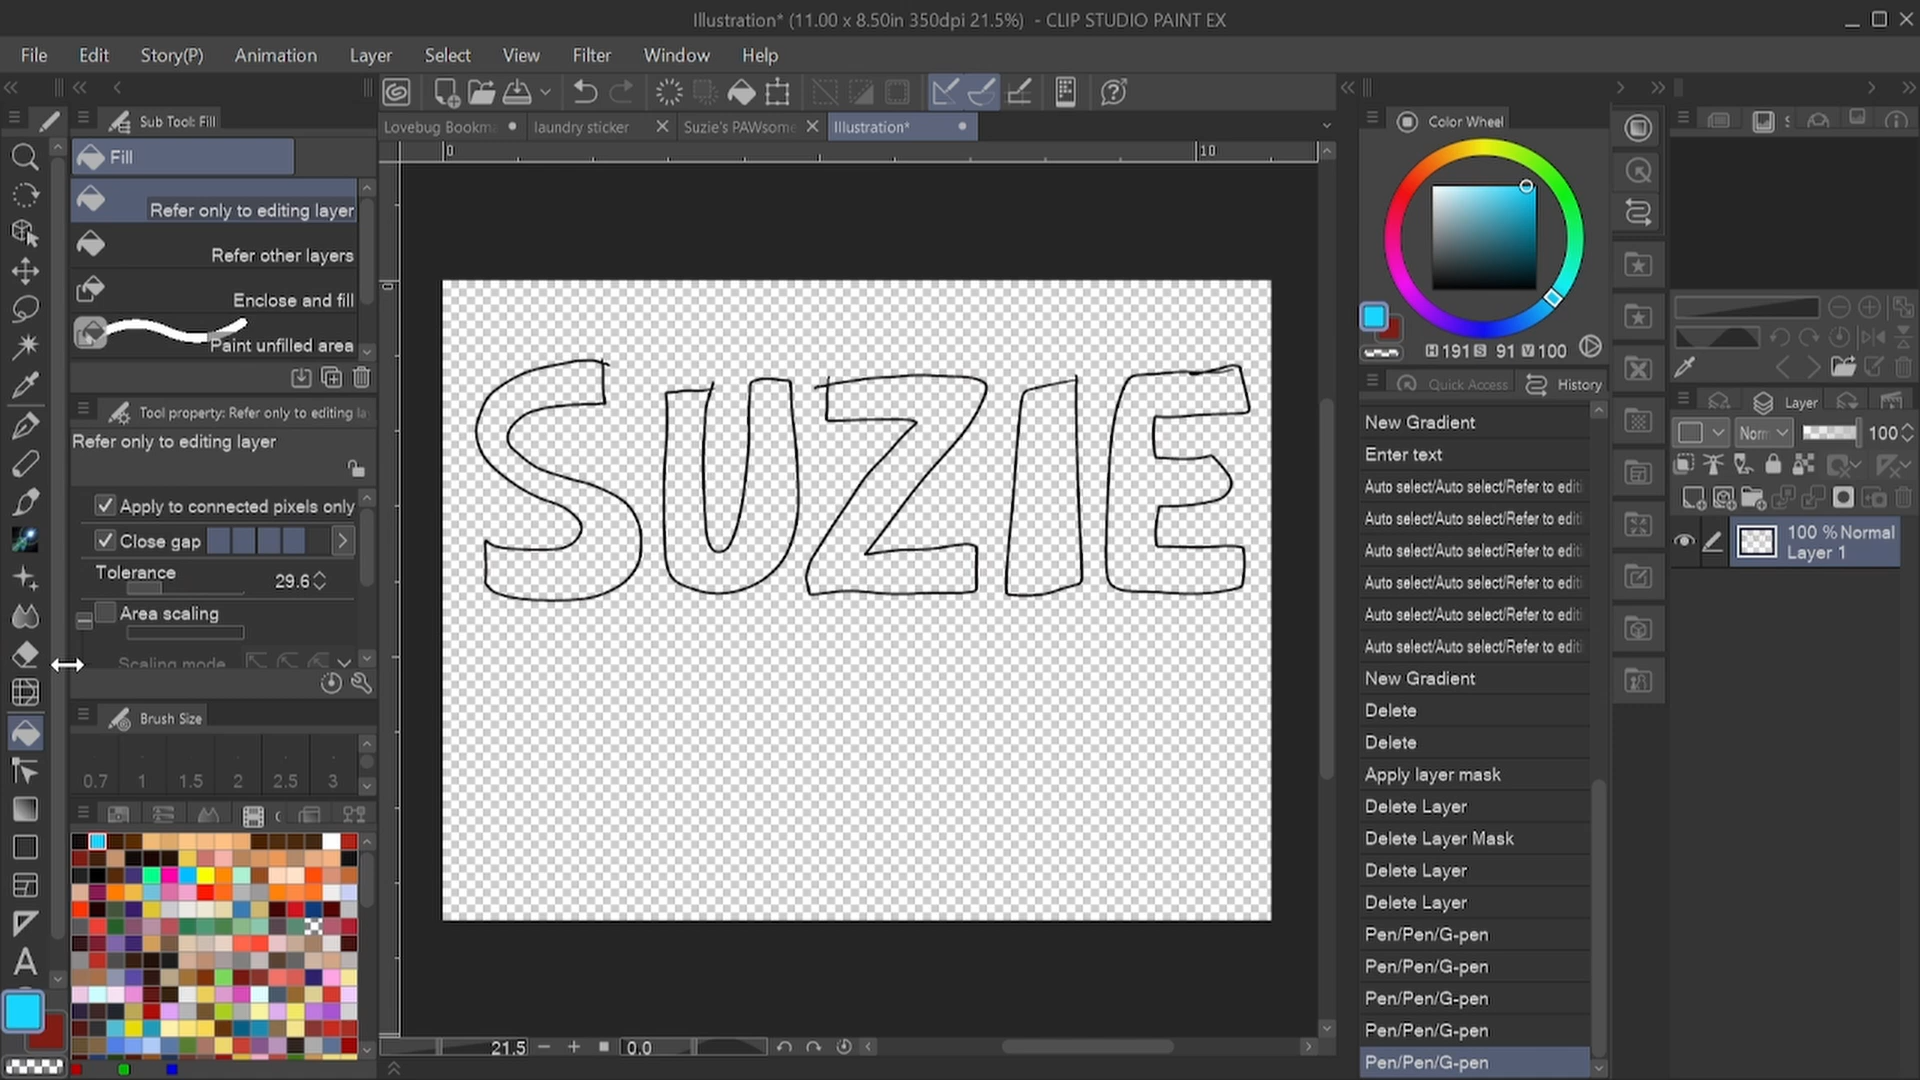 Illustration* (11.00 x 8.50in 350dpi 21.5%) - CLIP STUDIO PAINT EX
File Edit Story(P) Animation Layer Select View Filter Window Help
Sub Tool: Fill
Fill
Refer only to editing layer
Refer other layers
Enclose and fill
Paint unfilled area
Tool property: Refer only to editing la
Refer only to editing layer
Apply to connected pixels only
Close gap
Tolerance 29.6
Area scaling
Scaling mode
Brush Size
0.7 1 1.5 2 2.5 3
A
Lovebug Bookma laundry sticker Suzie's PAWsome Illustration*
0 10
0
SUZIE
21.5 0.0
Color Wheel
H 191 S 91 V 100
Quick Access History
New Gradient
Enter text
Auto select/Auto select/Refer to editi
Auto select/Auto select/Refer to editi
Auto select/Auto select/Refer to editi
Auto select/Auto select/Refer to editi
Auto select/Auto select/Refer to editi
Auto select/Auto select/Refer to editi
New Gradient
Delete
Delete
Apply layer mask
Delete Layer
Delete Layer Mask
Delete Layer
Delete Layer
Pen/Pen/G-pen
Pen/Pen/G-pen
Pen/Pen/G-pen
Pen/Pen/G-pen
Pen/Pen/G-pen
Layer
Norm 100
100 % Normal
Layer 1